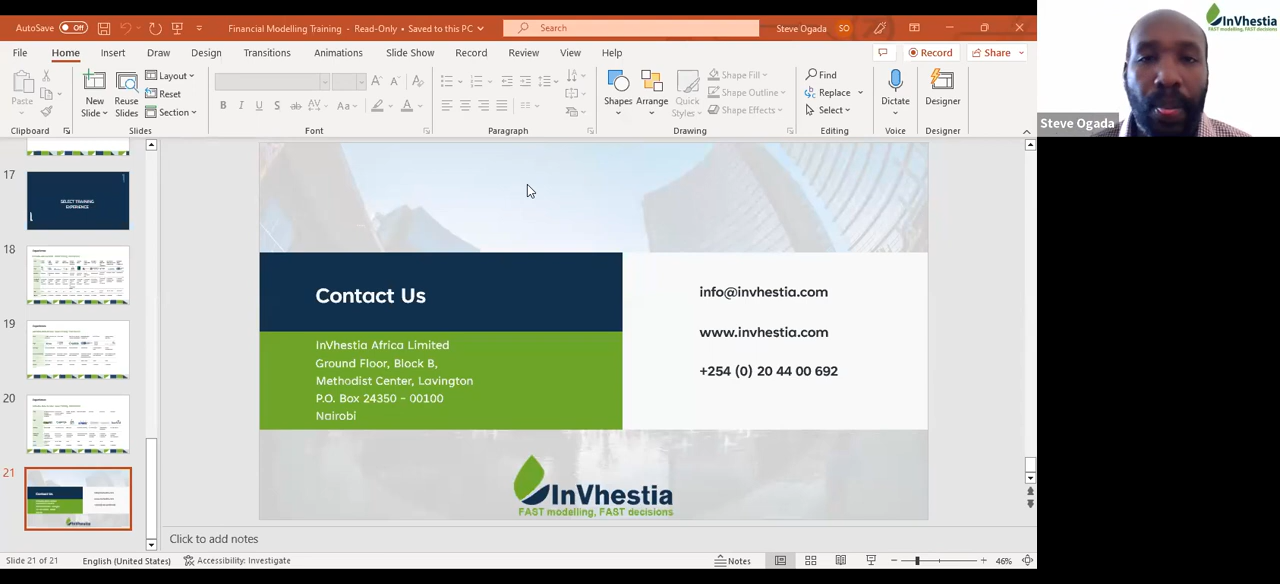 AutoSave Off
Financial Modelling Training - Read-Only • Saved to this PC
Search
Steve Ogada
SO
File Home Insert Draw Design Transitions Animations Slide Show Record Review View Help
Record
Share
Paste
New Slide
Reuse Slides
Layout
Reset
Section
Shapes
Arrange
Quick Styles
Shape Fill
Shape Outline
Shape Effects
Find
Replace
Select
Dictate
Designer
Clipboard
Slides
Font
Paragraph
Drawing
Editing
Voice
Designer
17
SELECT TRAINING
EXPERIENCE
18
19
20
21
Contact Us
InVhestia Africa Limited
Ground Floor, Block B,
Methodist Center, Lavington
P.O. Box 24350 - 00100
Nairobi
info@invhestia.com
www.invhestia.com
+254 (0) 20 44 00 692
InVhestia
FAST modelling, FAST decisions
Click to add notes
Slide 21 of 21
English (United States)
Accessibility: Investigate
Notes
46%
InVhestia
FAST modelling, FAST decisions
Steve Ogada